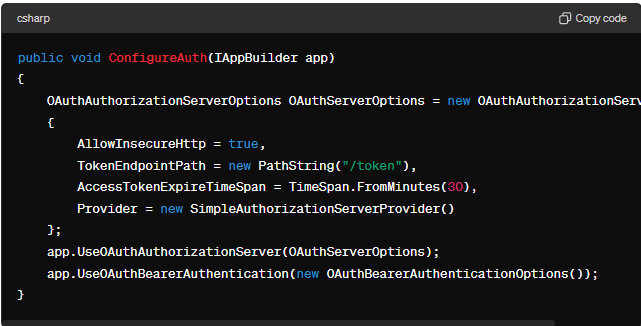 csharp
Copy code
public void ConfigureAuth(IAppBuilder app)
{
OAuthAuthorizationServerOptions OAuthServerOptions = new OAuthAuthorizationServ
{
AllowInsecureHttp = true,
TokenEndpointPath = new PathString("/token"),
AccessTokenExpireTimeSpan = TimeSpan.FromMinutes(30),
Provider = new SimpleAuthorizationServerProvider()
};
app.UseOAuthAuthorizationServer(OAuthServerOptions);
app.UseOAuthBearerAuthentication(new OAuthBearerAuthenticationOptions());
}